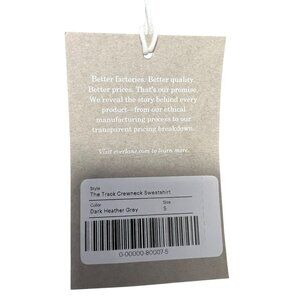 Better factories. Better quality.
Better prices. That's our promise.
We reveal the story behind every
product—from our ethical
manufacturing process to our
transparent pricing breakdown.
Visit everlane.com to learn more.
Style
The Track Crewneck Sweatshirt
Color Size
Dark Heather Grey S
0-00000-80007-5